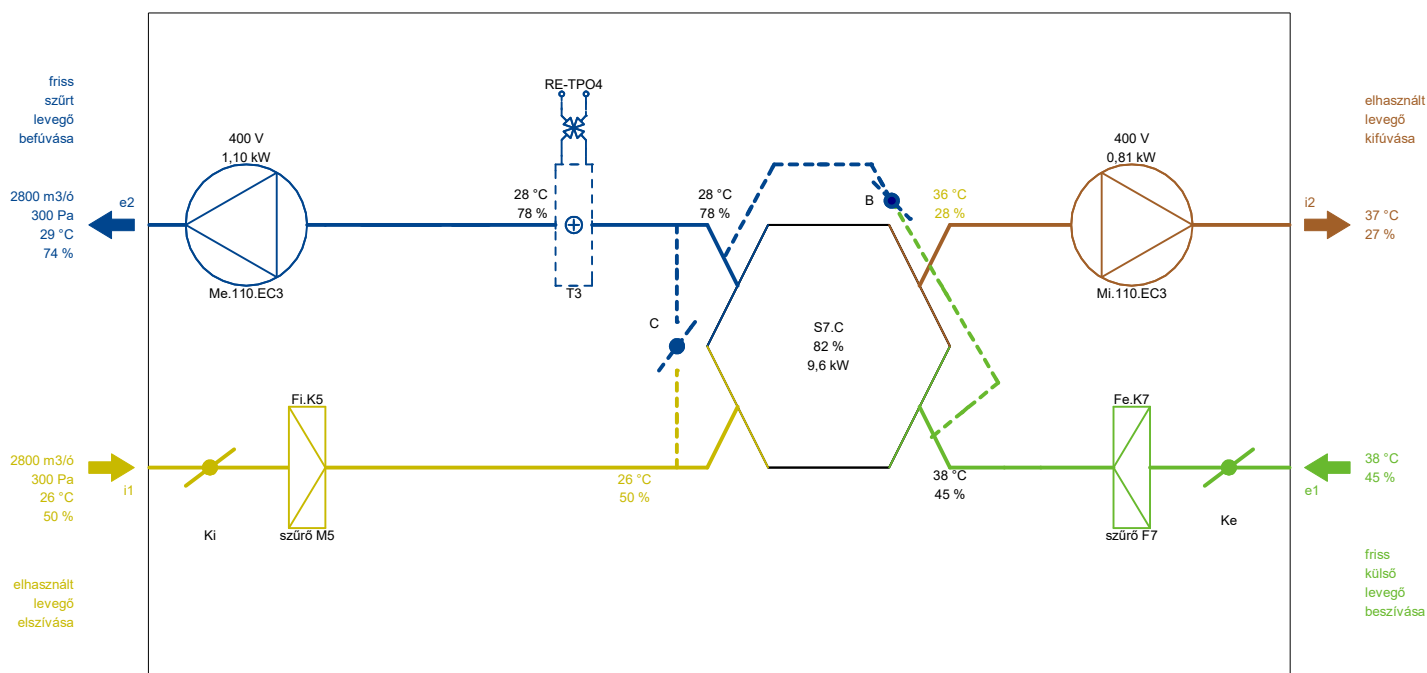 friss
szűrt
levegő
befúvása
2800 m3/ó
300 Pa
29 °C
74 %
e2
400 V
1,10 kW
Me.110.EC3
RE-TPO4
28 °C
78 %
T3
28 °C
78 %
C
B
36 °C
28 %
400 V
0,81 kW
Mi.110.EC3
elhasznált
levegő
kifúvása
i2
37 °C
27 %
S7.C
82 %
9,6 kW
2800 m3/ó
300 Pa
26 °C
50 %
i1
Ki
Fi.K5
szűrő M5
26 °C
50 %
38 °C
45 %
Fe.K7
szűrő F7
Ke
e1
38 °C
45 %
elhasznált
levegő
elszívása
friss
külső
levegő
beszívása